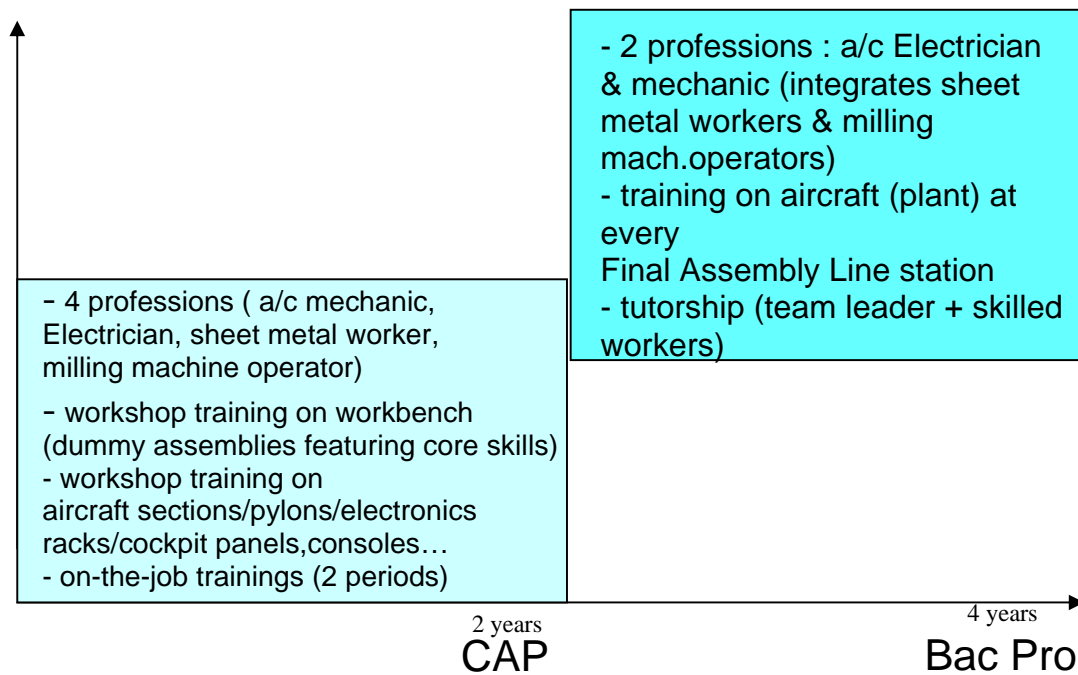 - 2 professions : a/c Electrician
& mechanic (integrates sheet
metal workers & milling
mach.operators)
- training on aircraft (plant) at
every
Final Assembly Line station
- tutorship (team leader + skilled
workers)
- 4 professions ( a/c mechanic,
Electrician, sheet metal worker,
milling machine operator)
- workshop training on workbench
(dummy assemblies featuring core skills)
- workshop training on
aircraft sections/pylons/electronics
racks/cockpit panels,consoles…
- on-the-job trainings (2 periods)
2 years
CAP
4 years
Bac Pro